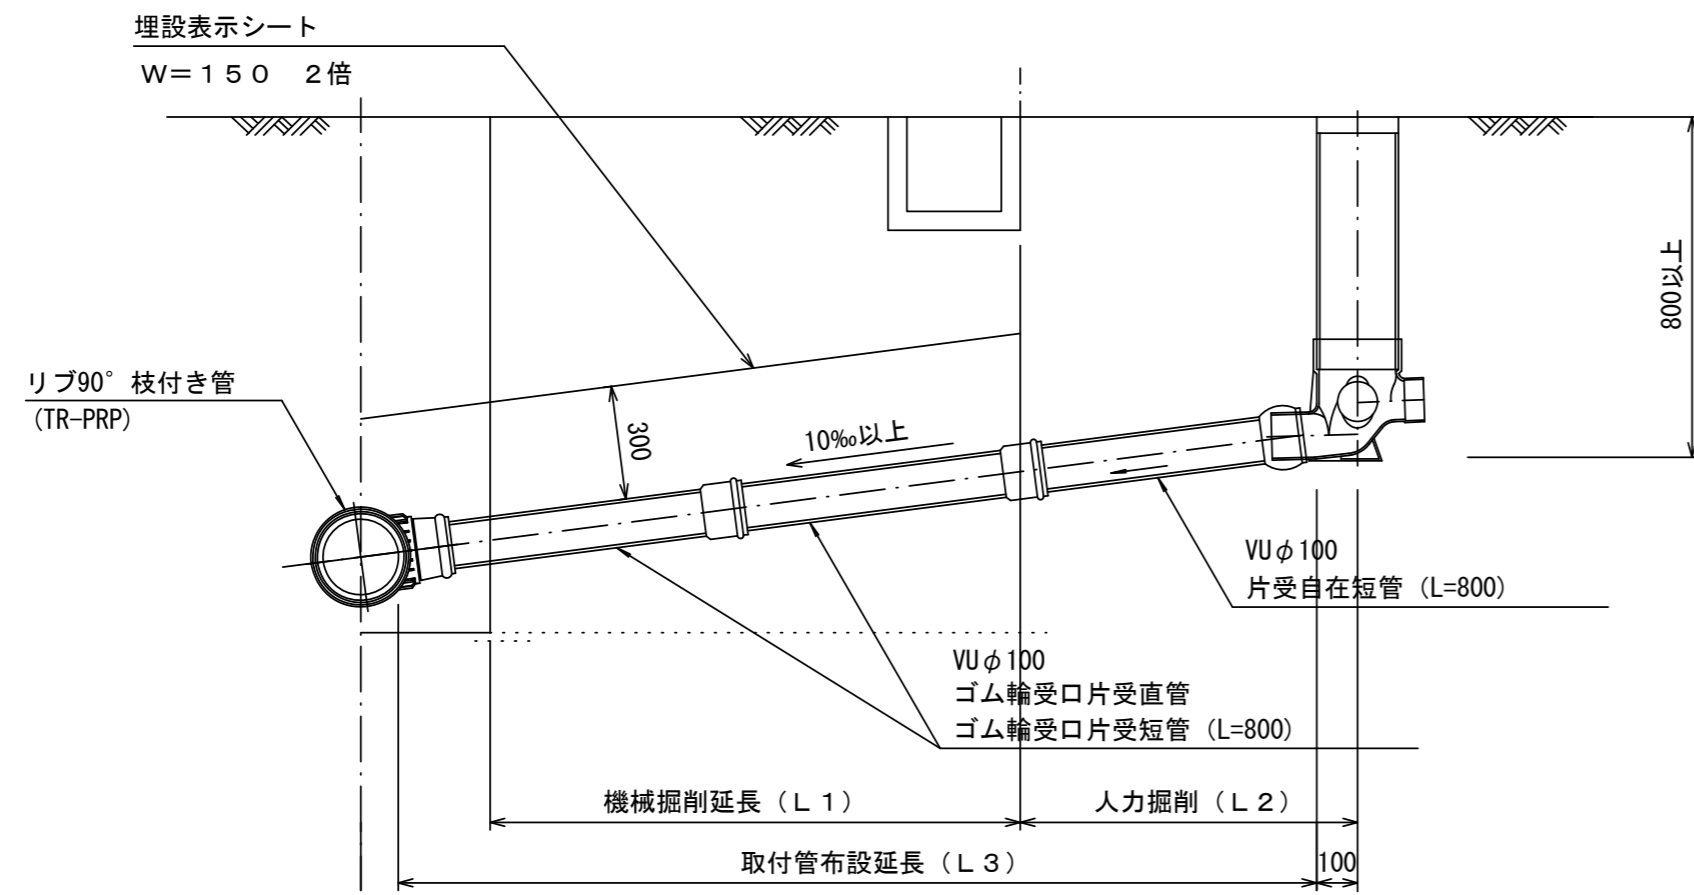 埋設表示シート
W=150 2倍
800以上
リブ90° 枝付き管
(TR-PRP)
300
10‰以上
VUφ100
片受自在短管 (L=800)
VUφ100
ゴム輪受口片受直管
ゴム輪受口片受短管 (L=800)
機械掘削延長(L1)
人力掘削(L2)
取付管布設延長(L3)
100